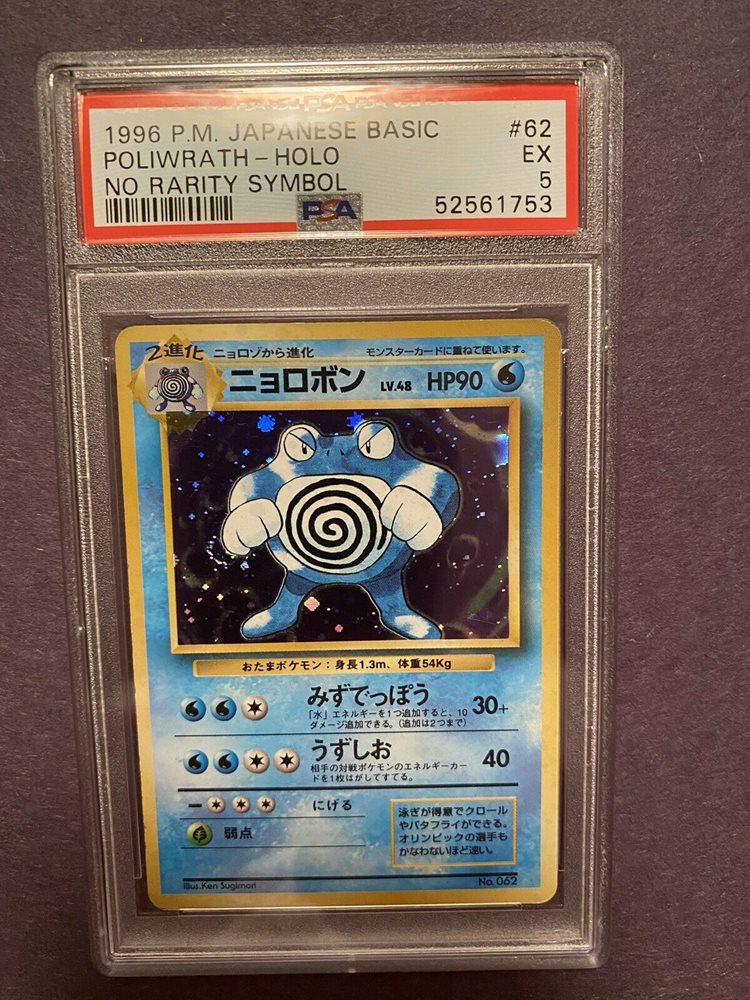 1996 P.M. JAPANESE BASIC #62
POLIWRATH-HOLO EX
NO RARITY SYMBOL 5
PSA 52561753
2進化 ニョロゾから進化 モンスターカードに重ねて使います。
ニョロボン LV.48 HP90
おたまポケモン:身長1.3m、体重54Kg
みずでっぽう 30+
「水」エネルギーを1つ追加すると、10
ダメージ追加できる。(追加は2つまで)
うずしお 40
相手の対戦ポケモンのエネルギーカー
ドを1枚はがしてすてる。
にげる
弱点
泳ぎが得意でクロール
やバタフライができる。
オリンピックの選手も
かなわないほど速い。
Illus.Ken Sugimori No.062